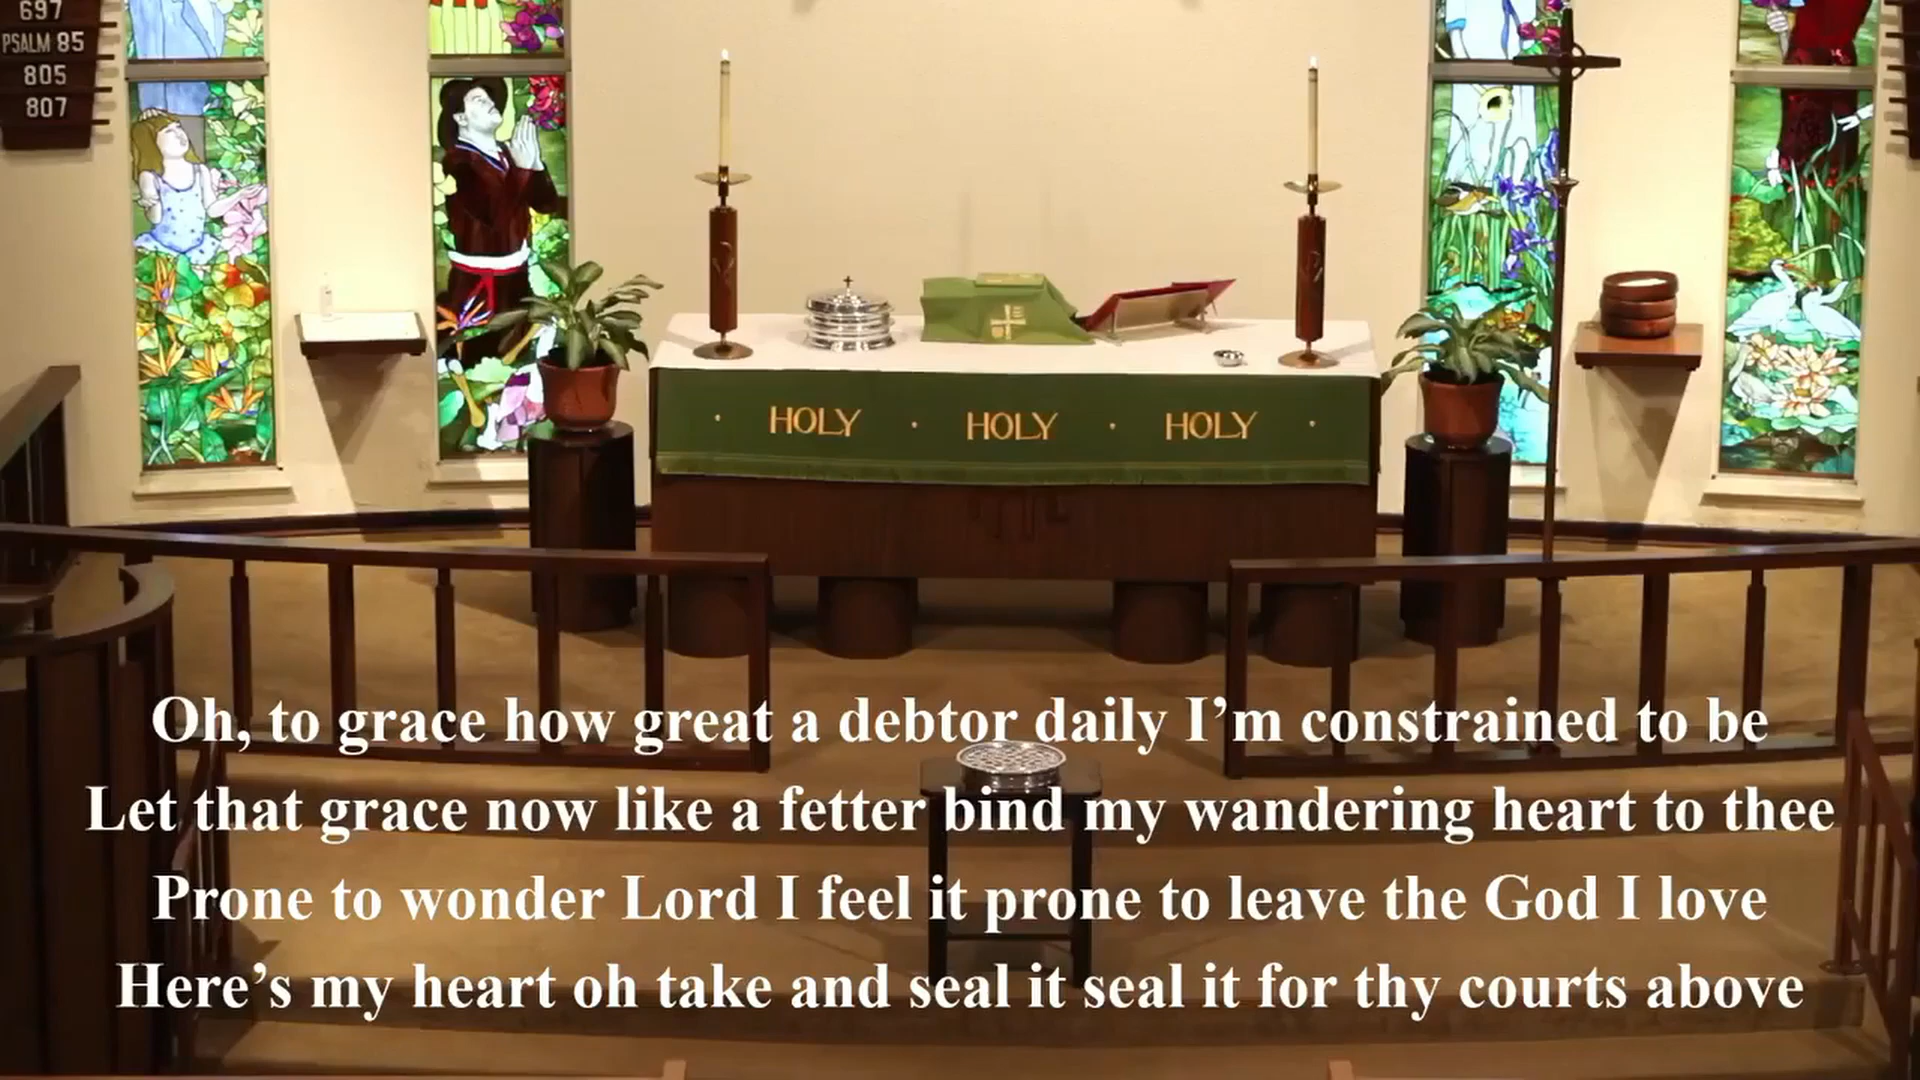 697
PSALM 85
805
807
HOLY · HOLY · HOLY
Oh, to grace how great a debtor daily I’m constrained to be
Let that grace now like a fetter bind my wandering heart to thee
Prone to wonder Lord I feel it prone to leave the God I love
Here’s my heart oh take and seal it seal it for thy courts above